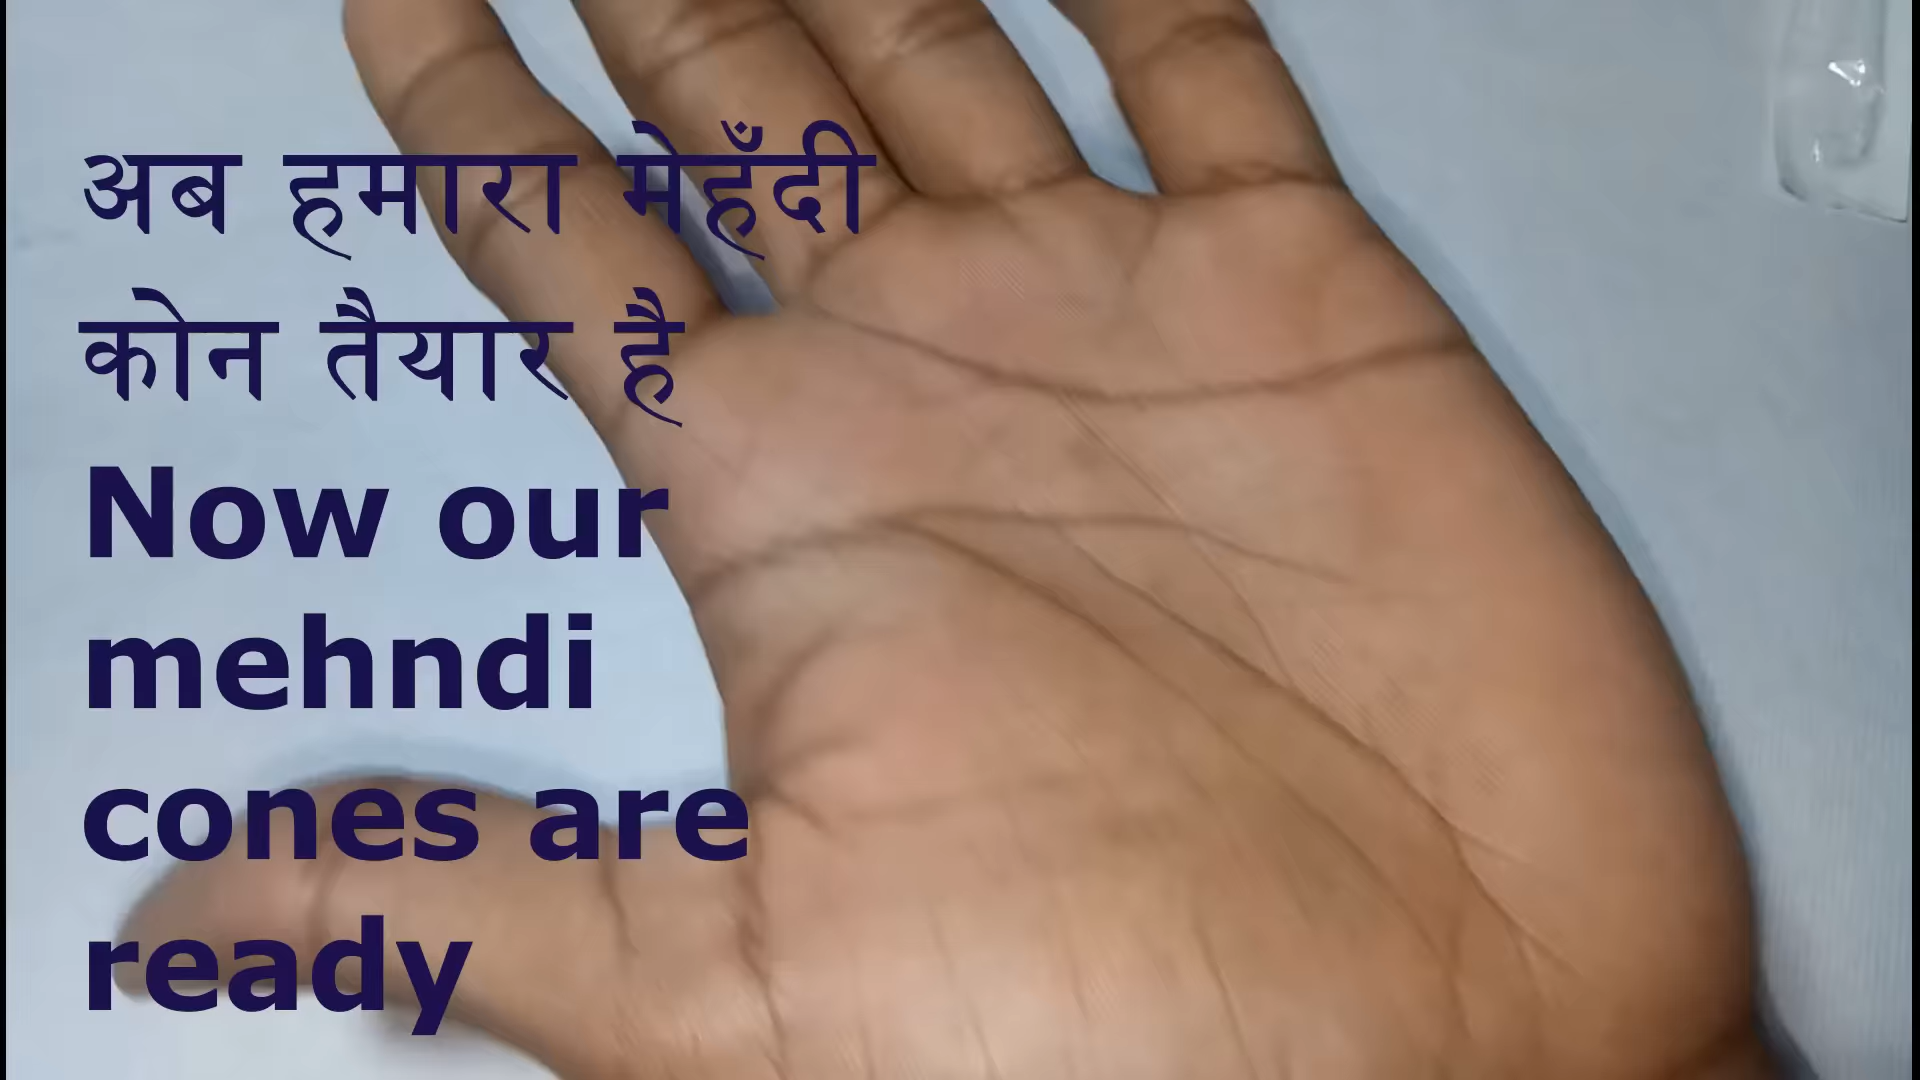 अब हमारा मेहँदी
कोन तैयार है
Now our
mehndi
cones are
ready